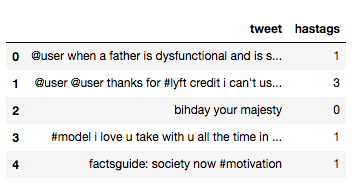 tweet hastags
0 @user when a father is dysfunctional and is s... 1
1 @user @user thanks for #lyft credit i can't us... 3
2 bihday your majesty 0
3 #model i love u take with u all the time in ... 1
4 factsguide: society now #motivation 1